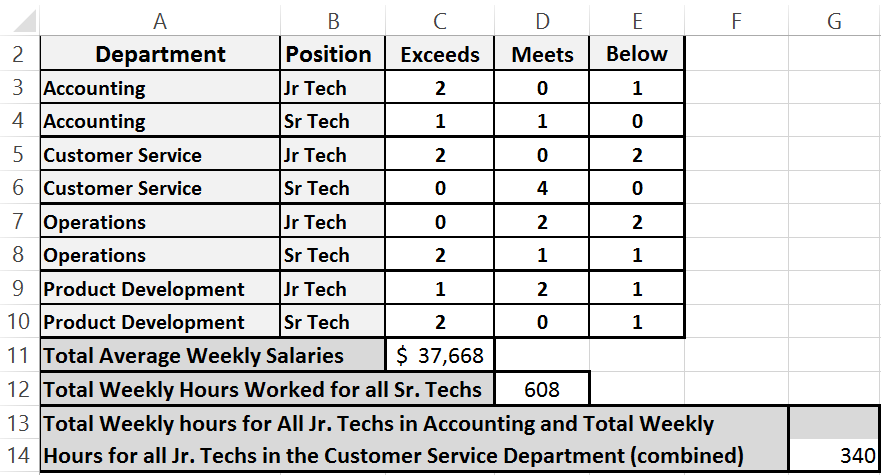 A B C D E F G
2 Department Position Exceeds Meets Below
3 Accounting Jr Tech 2 0 1
4 Accounting Sr Tech 1 1 0
5 Customer Service Jr Tech 2 0 2
6 Customer Service Sr Tech 0 4 0
7 Operations Jr Tech 0 2 2
8 Operations Sr Tech 2 1 1
9 Product Development Jr Tech 1 2 1
10 Product Development Sr Tech 2 0 1
11 Total Average Weekly Salaries $ 37,668
12 Total Weekly Hours Worked for all Sr. Techs 608
13 Total Weekly hours for All Jr. Techs in Accounting and Total Weekly
14 Hours for all Jr. Techs in the Customer Service Department (combined) 340